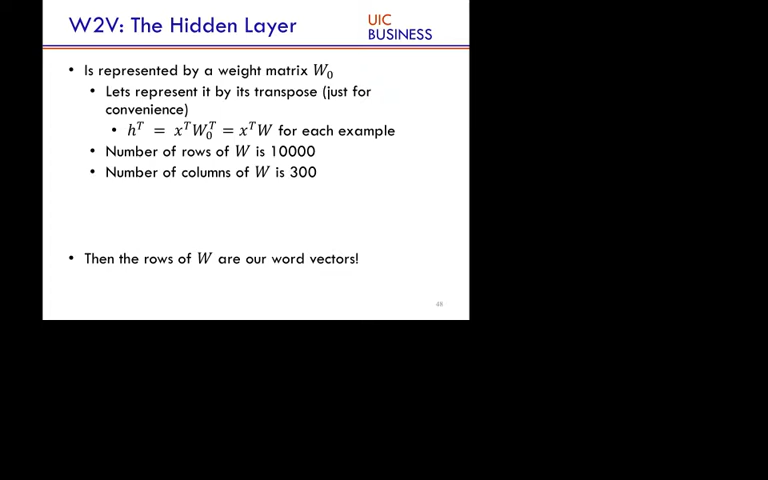 W2V: The Hidden Layer
UIC
BUSINESS
• Is represented by a weight matrix W₀
• Lets represent it by its transpose (just for
convenience)
• hᵀ = xᵀW₀ᵀ = xᵀW for each example
• Number of rows of W is 10000
• Number of columns of W is 300
• Then the rows of W are our word vectors!